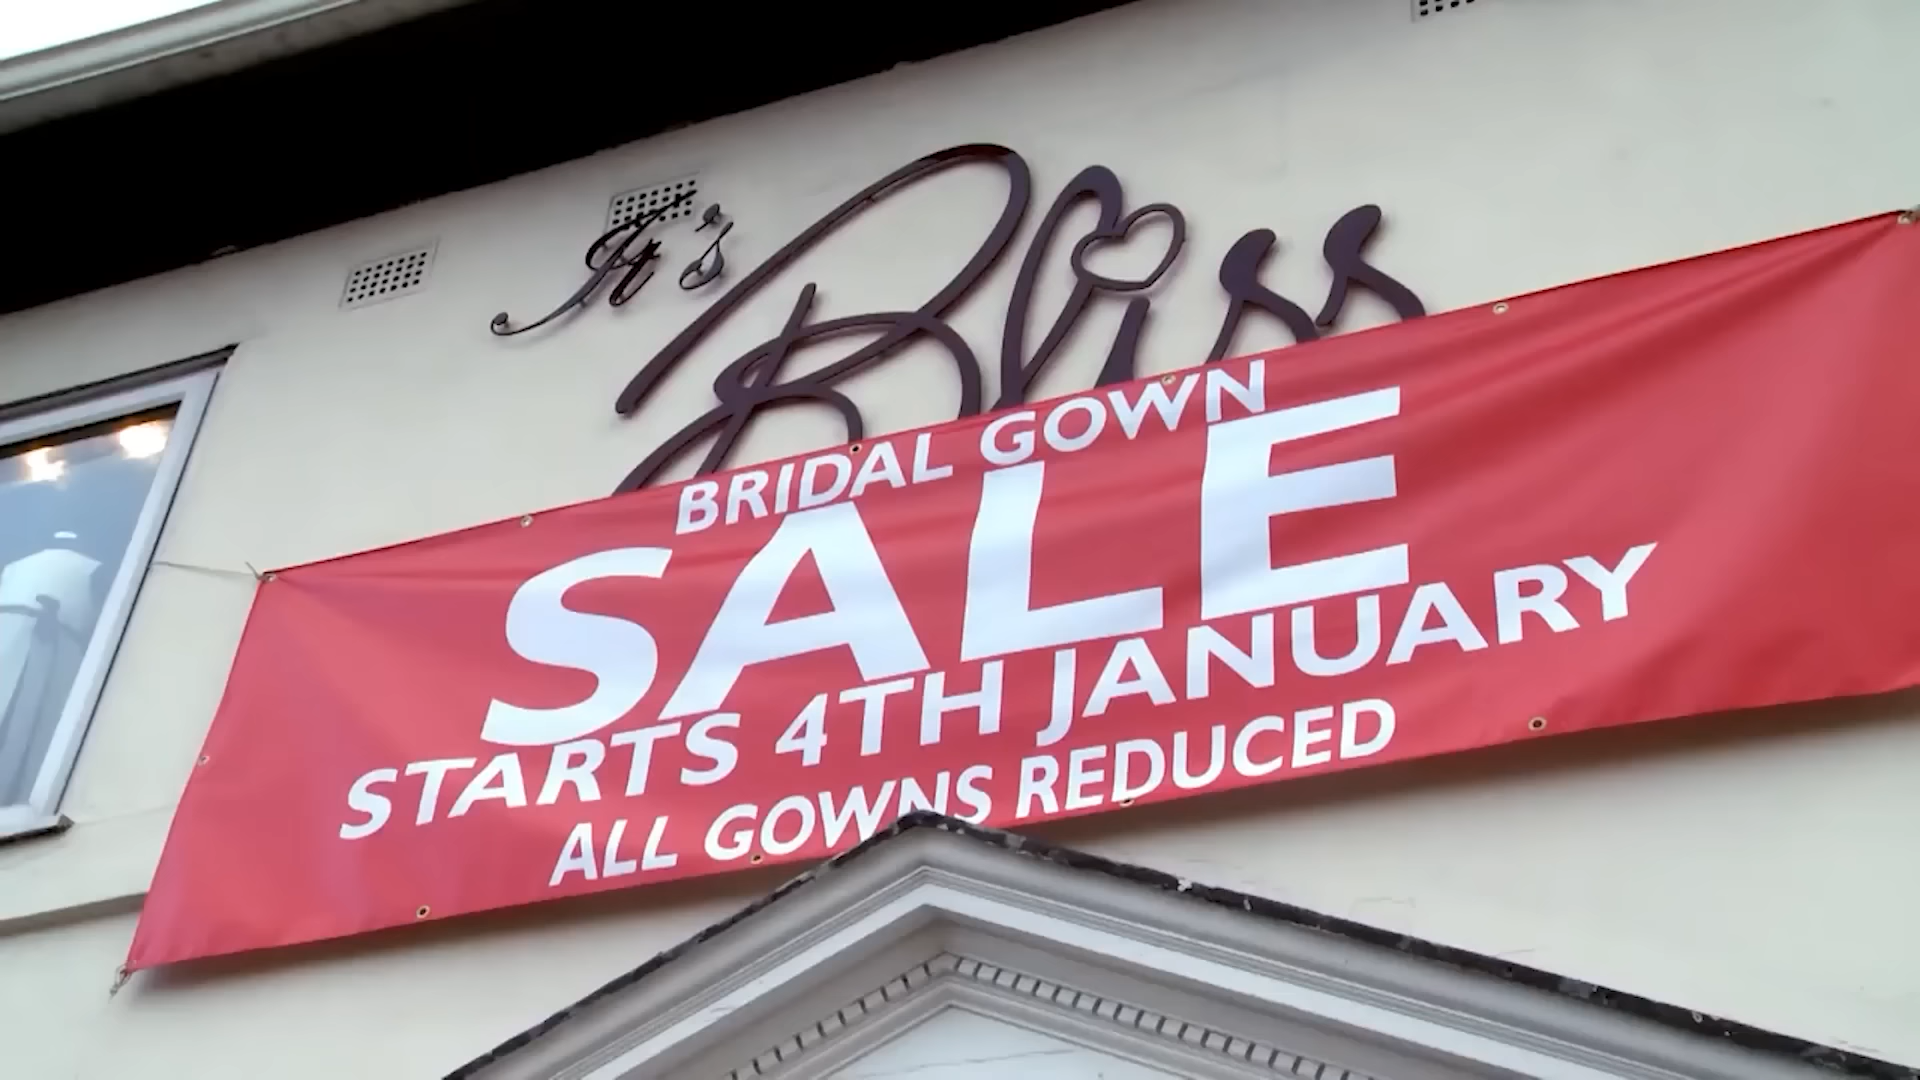 It's
Bliss
BRIDAL GOWN
SALE
STARTS 4TH JANUARY
ALL GOWNS REDUCED